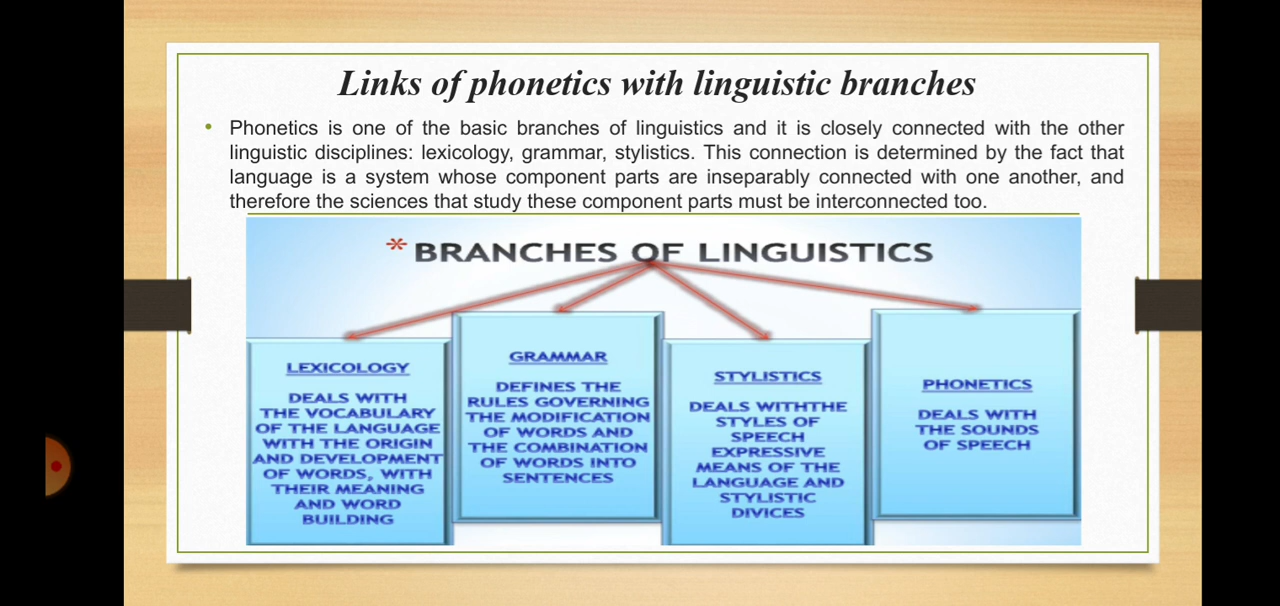 Links of phonetics with linguistic branches
• Phonetics is one of the basic branches of linguistics and it is closely connected with the other
linguistic disciplines: lexicology, grammar, stylistics. This connection is determined by the fact that
language is a system whose component parts are inseparably connected with one another, and
therefore the sciences that study these component parts must be interconnected too.
* BRANCHES OF LINGUISTICS
LEXICOLOGY
DEALS WITH
THE VOCABULARY
OF THE LANGUAGE
WITH THE ORIGIN
AND DEVELOPMENT
OF WORDS, WITH
THEIR MEANING
AND WORD
BUILDING
GRAMMAR
DEFINES THE
RULES GOVERNING
THE MODIFICATION
OF WORDS AND
THE COMBINATION
OF WORDS INTO
SENTENCES
STYLISTICS
DEALS WITHTHE
STYLES OF
SPEECH
EXPRESSIVE
MEANS OF THE
LANGUAGE AND
STYLISTIC
DIVICES
PHONETICS
DEALS WITH
THE SOUNDS
OF SPEECH